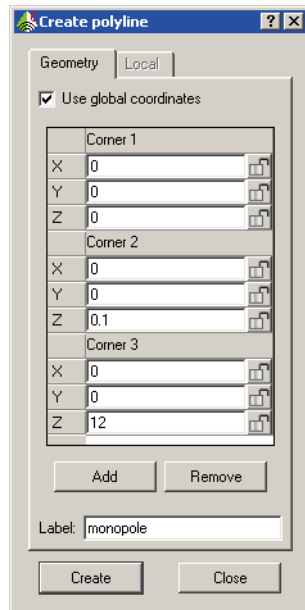 Create polyline
Geometry Local
Use global coordinates
Corner 1
X 0
Y 0
Z 0
Corner 2
X 0
Y 0
Z 0.1
Corner 3
X 0
Y 0
Z 12
Add Remove
Label: monopole
Create Close